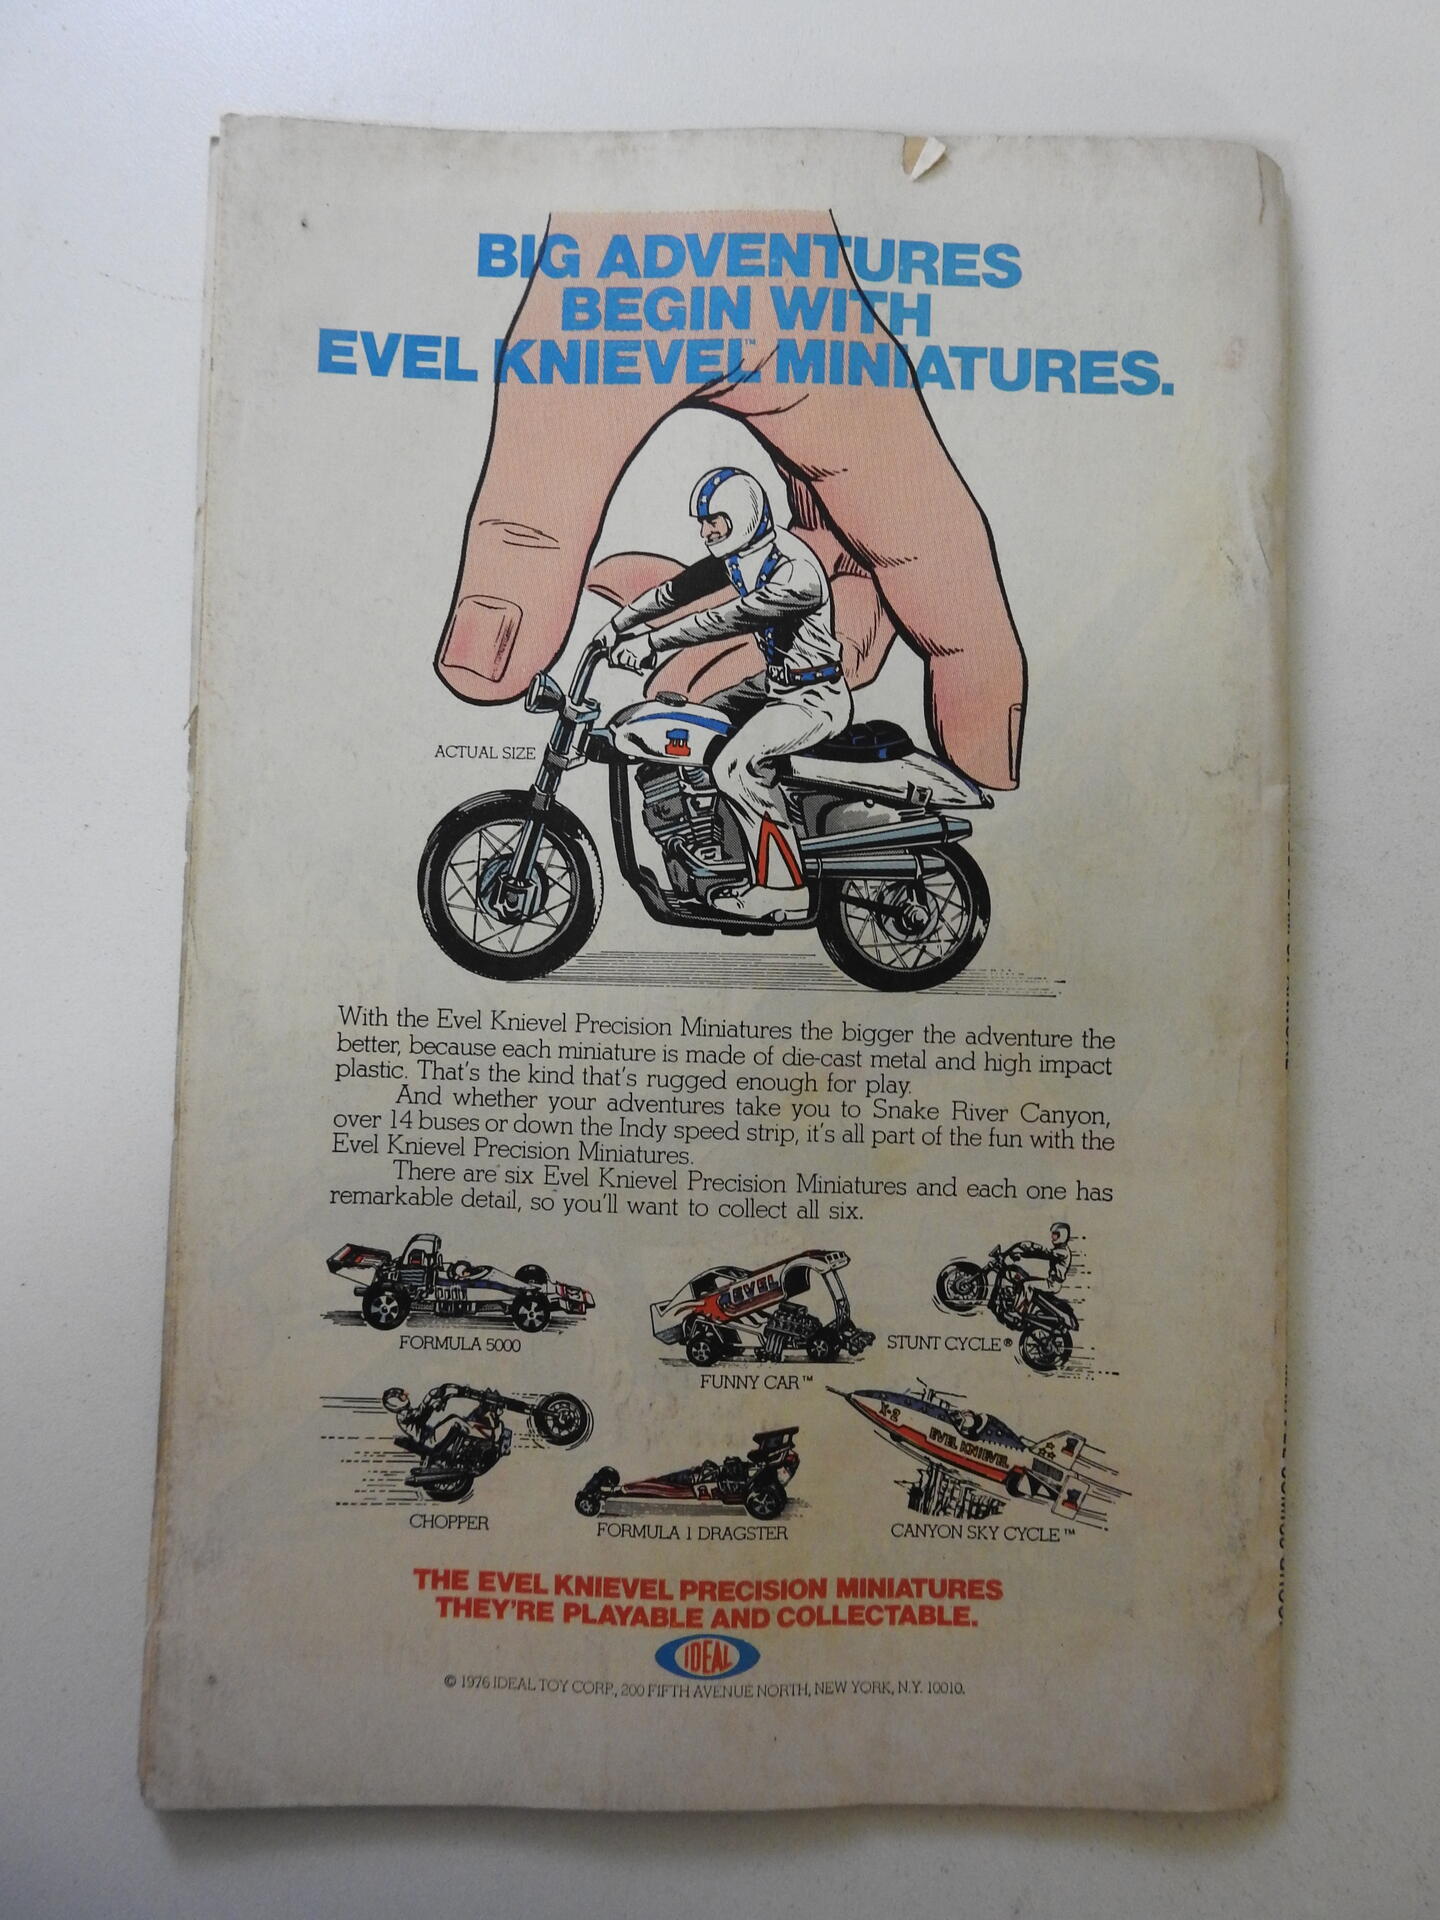 BIG ADVENTURES
BEGIN WITH
EVEL KNIEVEL™ MINIATURES.
ACTUAL SIZE
1
With the Evel Knievel Precision Miniatures the bigger the adventure the
better, because each miniature is made of die-cast metal and high impact
plastic. That's the kind that's rugged enough for play.
And whether your adventures take you to Snake River Canyon,
over 14 buses or down the Indy speed strip, it's all part of the fun with the
Evel Knievel Precision Miniatures.
There are six Evel Knievel Precision Miniatures and each one has
remarkable detail, so you'll want to collect all six.
FORMULA 5000
EVEL
FUNNY CAR™
STUNT CYCLE®
CHOPPER
FORMULA 1 DRAGSTER
X-2
EVEL KNIEVEL
CANYON SKY CYCLE™
THE EVEL KNIEVEL PRECISION MINIATURES
THEY'RE PLAYABLE AND COLLECTABLE.
IDEAL
© 1976 IDEAL TOY CORP., 200 FIFTH AVENUE NORTH, NEW YORK, N.Y. 10010.